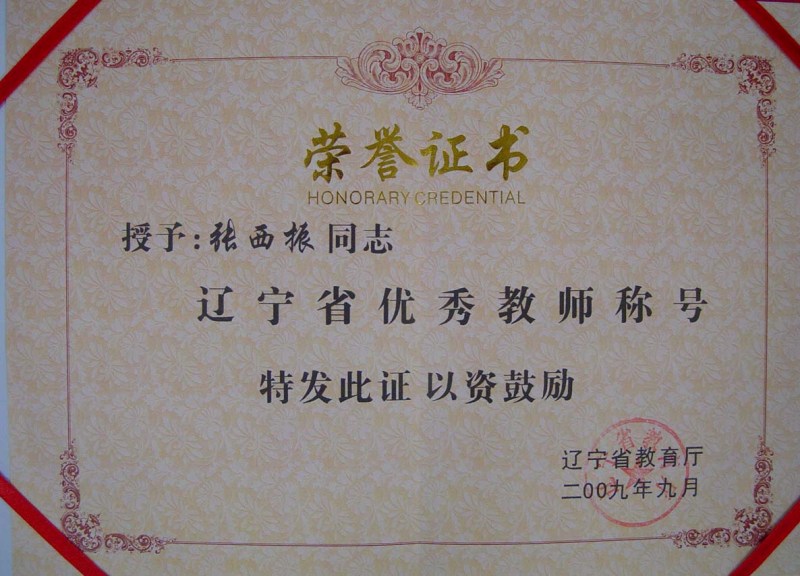 荣誉证书
HONORARY CREDENTIAL
授予:张西振同志
辽宁省优秀教师称号
特发此证 以资鼓励
辽宁省教育厅
二00九年九月